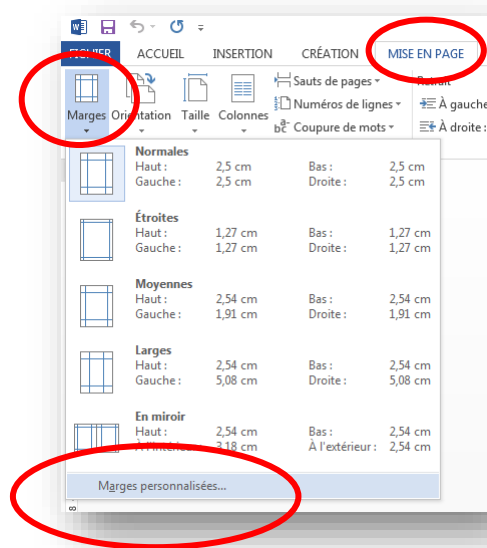 FICHIER ACCUEIL INSERTION CRÉATION MISE EN PAGE
Marges Orientation Taille Colonnes
Sauts de pages
Numéros de lignes
Coupure de mots
Retrait
À gauche
À droite :
Normales
Haut : 2,5 cm Bas : 2,5 cm
Gauche : 2,5 cm Droite : 2,5 cm
Étroites
Haut : 1,27 cm Bas : 1,27 cm
Gauche : 1,27 cm Droite : 1,27 cm
Moyennes
Haut : 2,54 cm Bas : 2,54 cm
Gauche : 1,91 cm Droite : 1,91 cm
Larges
Haut : 2,54 cm Bas : 2,54 cm
Gauche : 5,08 cm Droite : 5,08 cm
En miroir
Haut : 2,54 cm Bas : 2,54 cm
À l'intérieur : 3,18 cm À l'extérieur : 2,54 cm
Marges personnalisées...